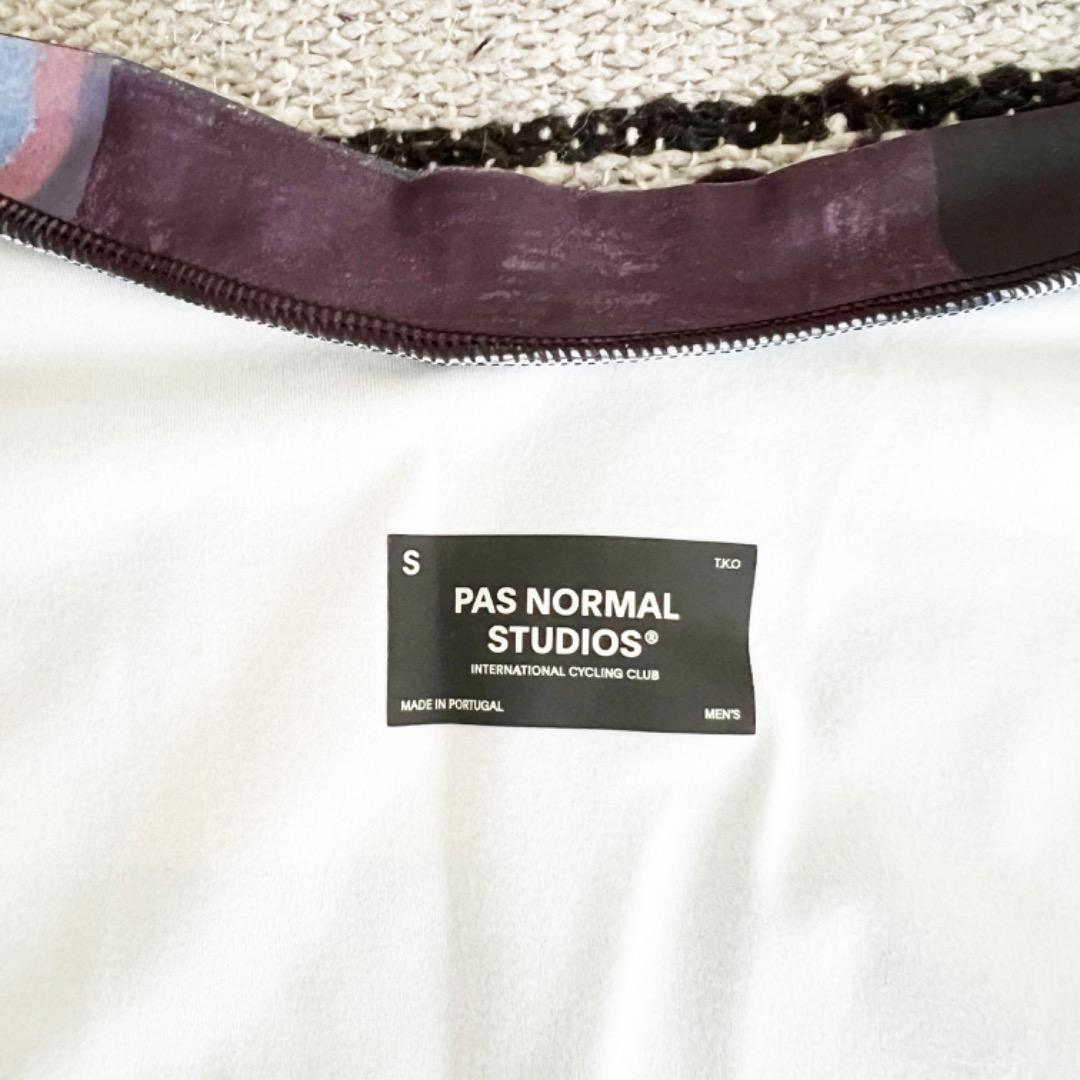 S
T.K.O
PAS NORMAL
STUDIOS®
INTERNATIONAL CYCLING CLUB
MADE IN PORTUGAL
MEN'S